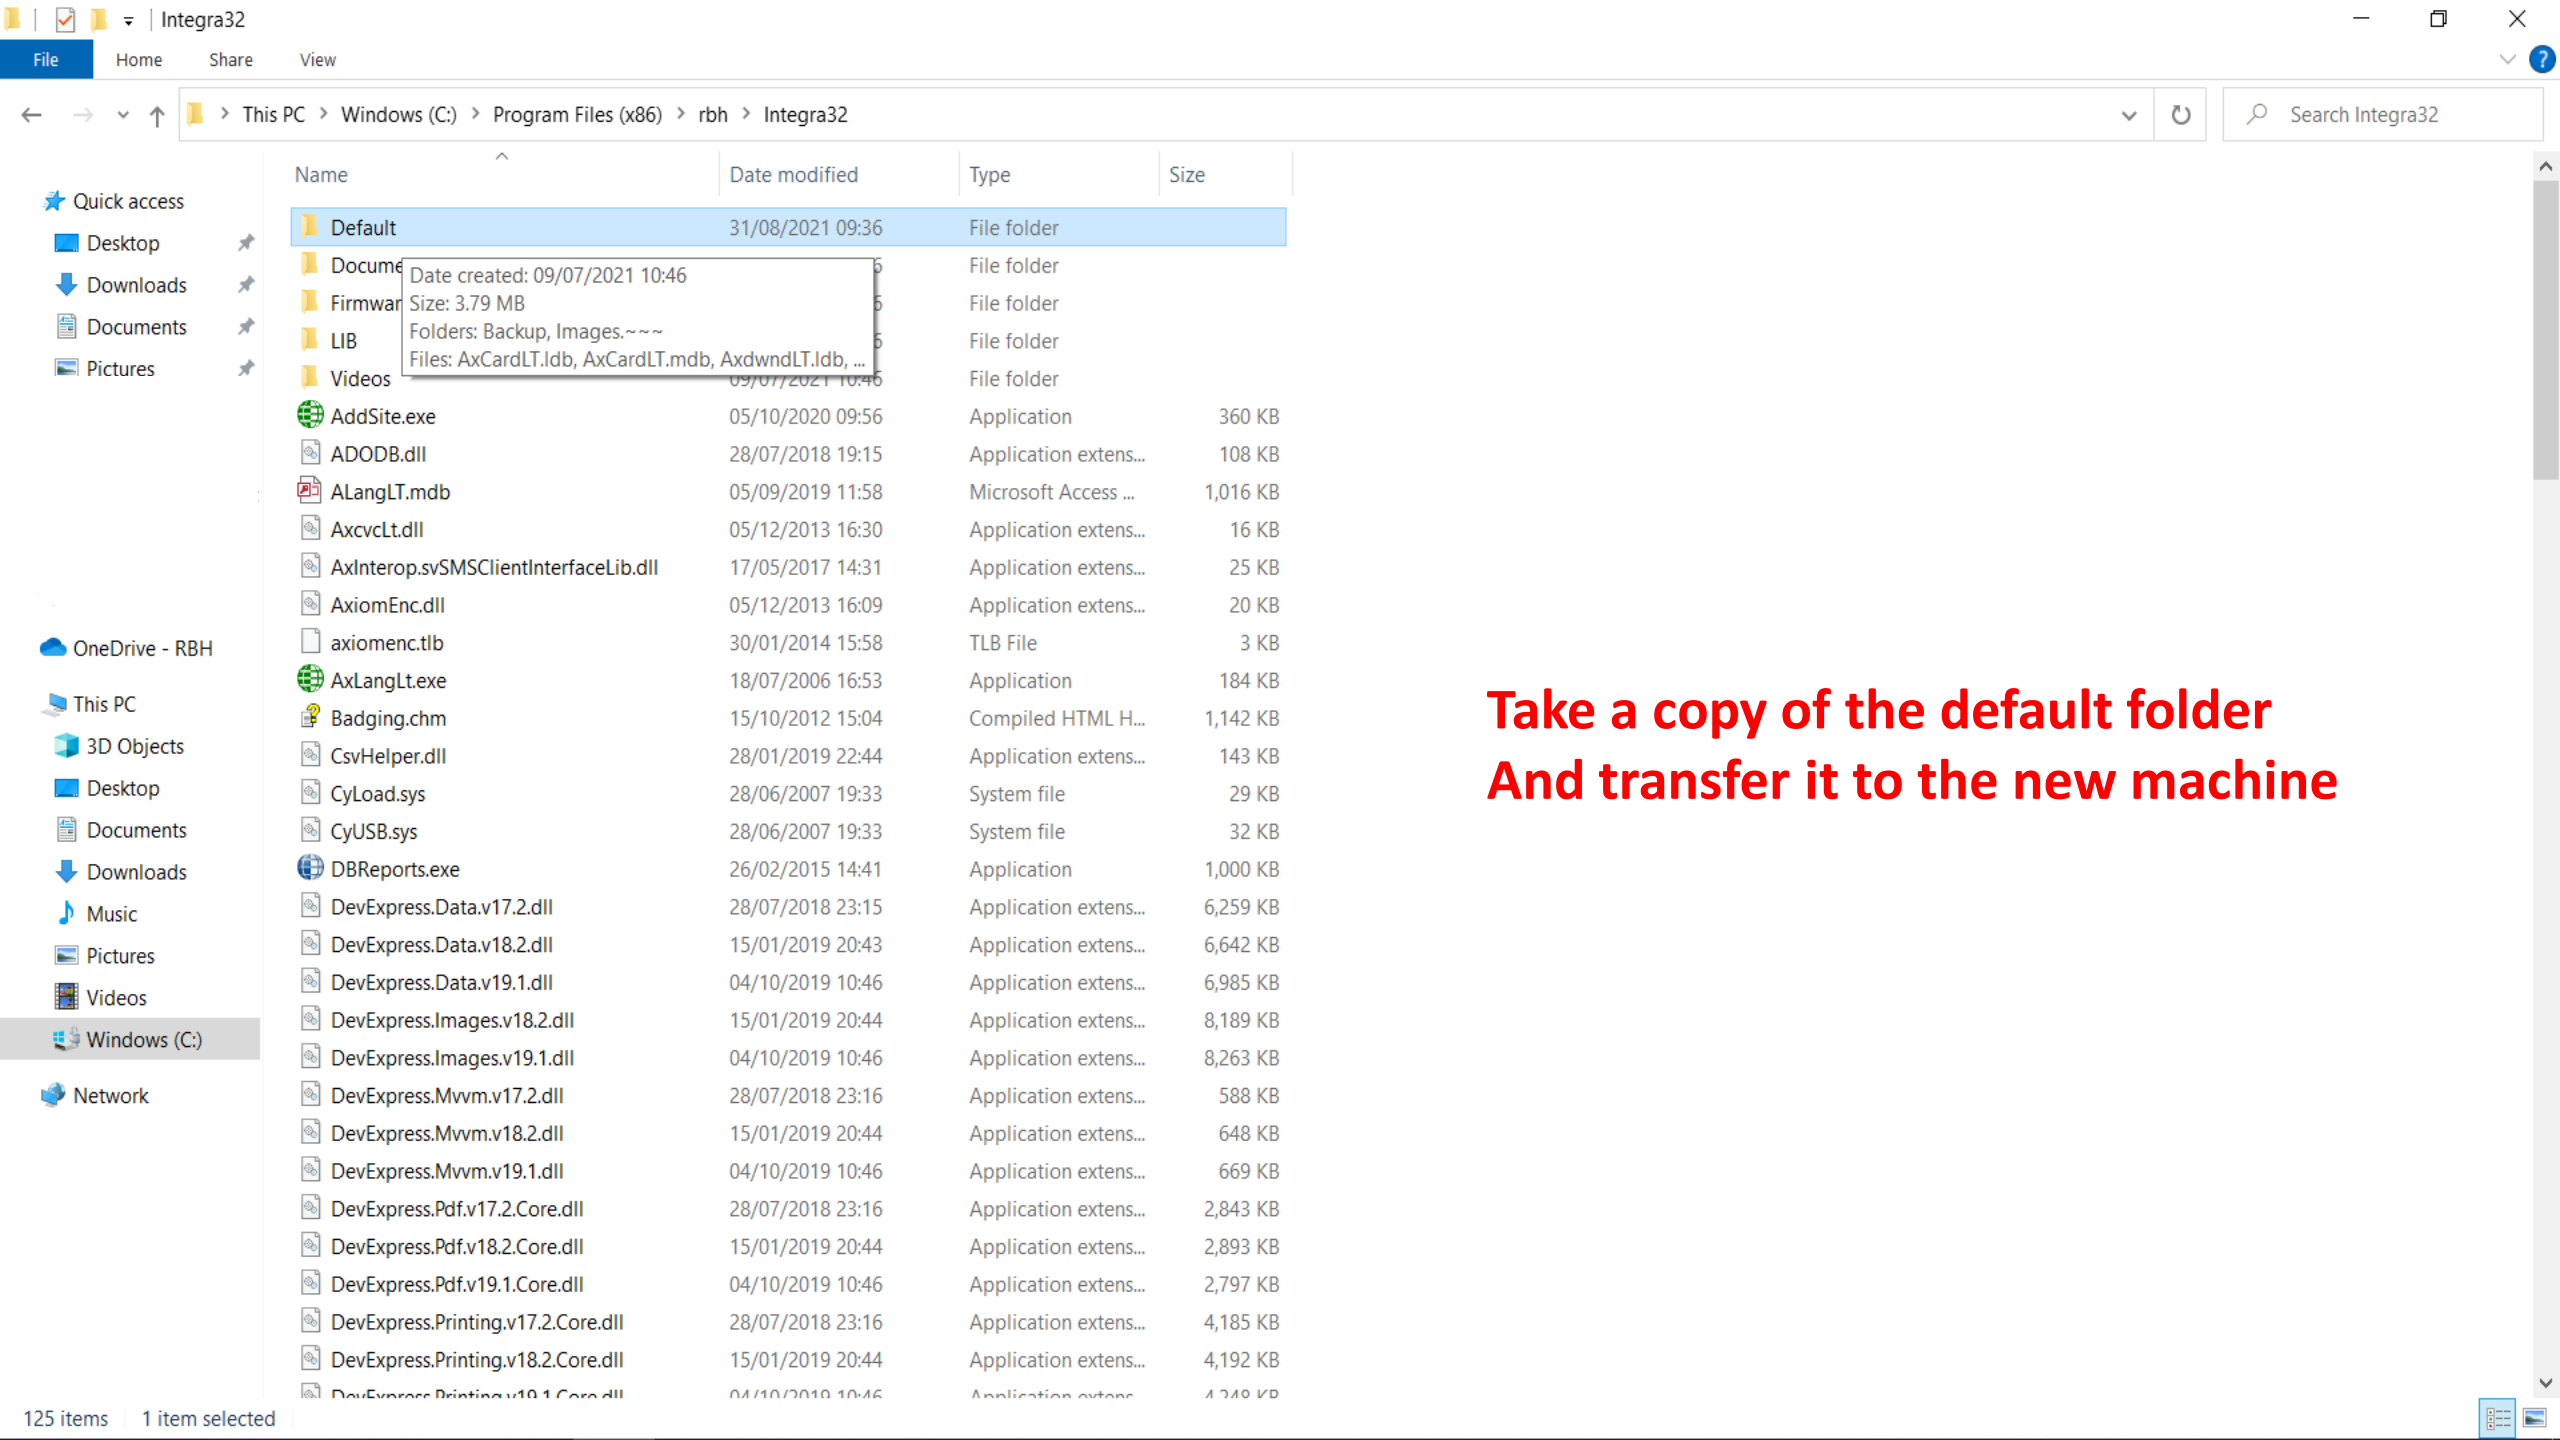 Integra32
File Home Share View
This PC > Windows (C:) > Program Files (x86) > rbh > Integra32
Search Integra32
Name Date modified Type Size
Quick access
Desktop
Downloads
Documents
Pictures
OneDrive - RBH
This PC
3D Objects
Desktop
Documents
Downloads
Music
Pictures
Videos
Windows (C:)
Network
Default 31/08/2021 09:36 File folder
File folder
File folder
LIB File folder
Videos 09/07/2021 10:46 File folder
Date created: 09/07/2021 10:46
Size: 3.79 MB
Folders: Backup, Images.~~~
Files: AxCardLT.ldb, AxCardLT.mdb, AxdwndLT.ldb, ...
AddSite.exe 05/10/2020 09:56 Application 360 KB
ADODB.dll 28/07/2018 19:15 Application extens... 108 KB
ALangLT.mdb 05/09/2019 11:58 Microsoft Access ... 1,016 KB
AxcvcLt.dll 05/12/2013 16:30 Application extens... 16 KB
AxInterop.svSMSClientInterfaceLib.dll 17/05/2017 14:31 Application extens... 25 KB
AxiomEnc.dll 05/12/2013 16:09 Application extens... 20 KB
axiomenc.tlb 30/01/2014 15:58 TLB File 3 KB
AxLangLt.exe 18/07/2006 16:53 Application 184 KB
Badging.chm 15/10/2012 15:04 Compiled HTML H... 1,142 KB
CsvHelper.dll 28/01/2019 22:44 Application extens... 143 KB
CyLoad.sys 28/06/2007 19:33 System file 29 KB
CyUSB.sys 28/06/2007 19:33 System file 32 KB
DBReports.exe 26/02/2015 14:41 Application 1,000 KB
DevExpress.Data.v17.2.dll 28/07/2018 23:15 Application extens... 6,259 KB
DevExpress.Data.v18.2.dll 15/01/2019 20:43 Application extens... 6,642 KB
DevExpress.Data.v19.1.dll 04/10/2019 10:46 Application extens... 6,985 KB
DevExpress.Images.v18.2.dll 15/01/2019 20:44 Application extens... 8,189 KB
DevExpress.Images.v19.1.dll 04/10/2019 10:46 Application extens... 8,263 KB
DevExpress.Mvvm.v17.2.dll 28/07/2018 23:16 Application extens... 588 KB
DevExpress.Mvvm.v18.2.dll 15/01/2019 20:44 Application extens... 648 KB
DevExpress.Mvvm.v19.1.dll 04/10/2019 10:46 Application extens... 669 KB
DevExpress.Pdf.v17.2.Core.dll 28/07/2018 23:16 Application extens... 2,843 KB
DevExpress.Pdf.v18.2.Core.dll 15/01/2019 20:44 Application extens... 2,893 KB
DevExpress.Pdf.v19.1.Core.dll 04/10/2019 10:46 Application extens... 2,797 KB
DevExpress.Printing.v17.2.Core.dll 28/07/2018 23:16 Application extens... 4,185 KB
DevExpress.Printing.v18.2.Core.dll 15/01/2019 20:44 Application extens... 4,192 KB
DevExpress.Printing.v19.1.Core.dll 04/10/2019 10:46 Application extens... 4,248 KB
Take a copy of the default folder
And transfer it to the new machine
125 items 1 item selected